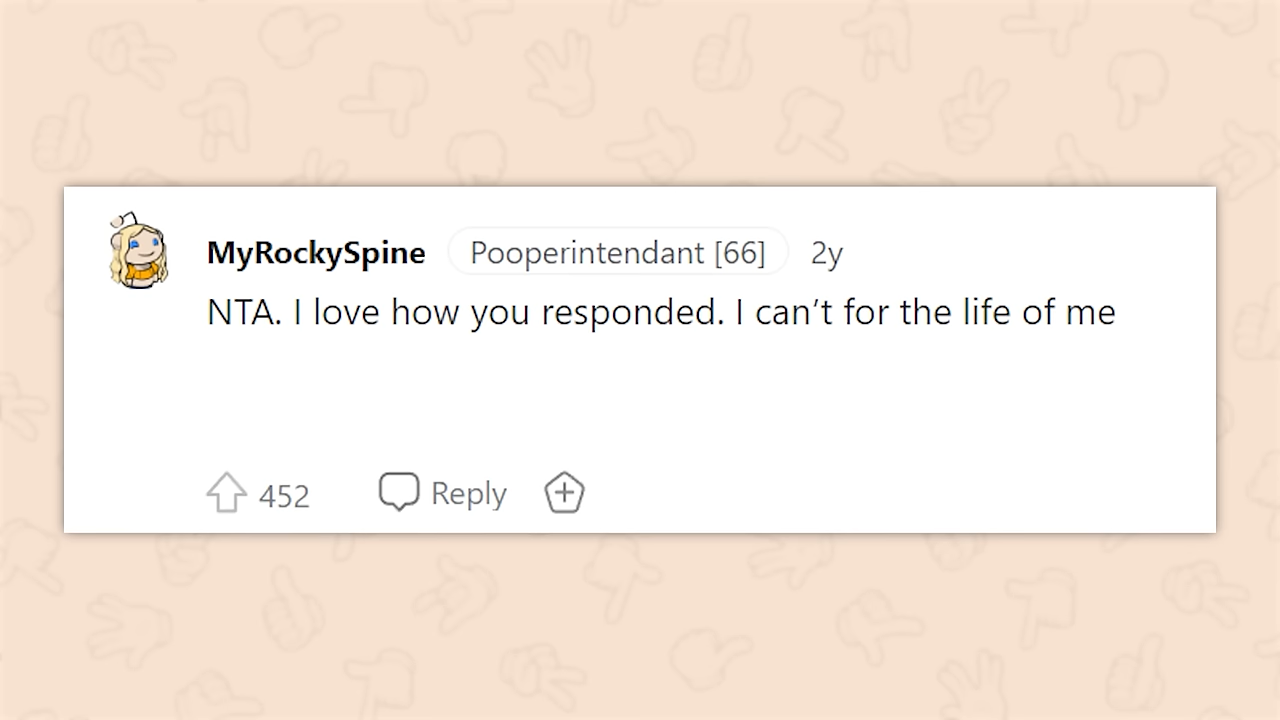 MyRockySpine Pooperintendant [66] 2y
NTA. I love how you responded. I can’t for the life of me
452 Reply